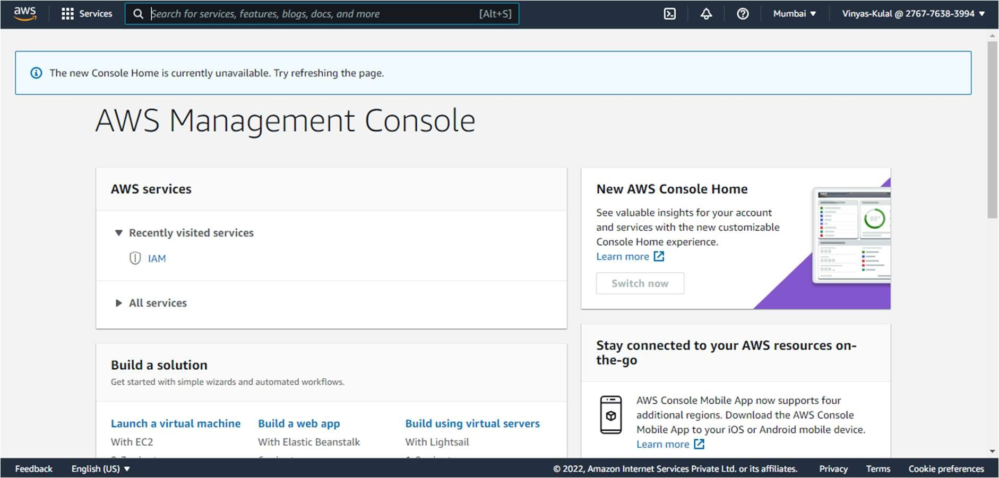 aws
Services
Search for services, features, blogs, docs, and more
[Alt+S]
Mumbai ▼
Vinyas-Kulal @ 2767-7638-3994 ▼
The new Console Home is currently unavailable. Try refreshing the page.
AWS Management Console
AWS services
▼ Recently visited services
IAM
▶ All services
Build a solution
Get started with simple wizards and automated workflows.
Launch a virtual machine
With EC2
Build a web app
With Elastic Beanstalk
Build using virtual servers
With Lightsail
New AWS Console Home
See valuable insights for your account
and services with the new customizable
Console Home experience.
Learn more
Switch now
Stay connected to your AWS resources on-
the-go
AWS Console Mobile App now supports four
additional regions. Download the AWS Console
Mobile App to your iOS or Android mobile device.
Learn more
Feedback
English (US) ▼
© 2022, Amazon Internet Services Private Ltd. or its affiliates.
Privacy
Terms
Cookie preferences